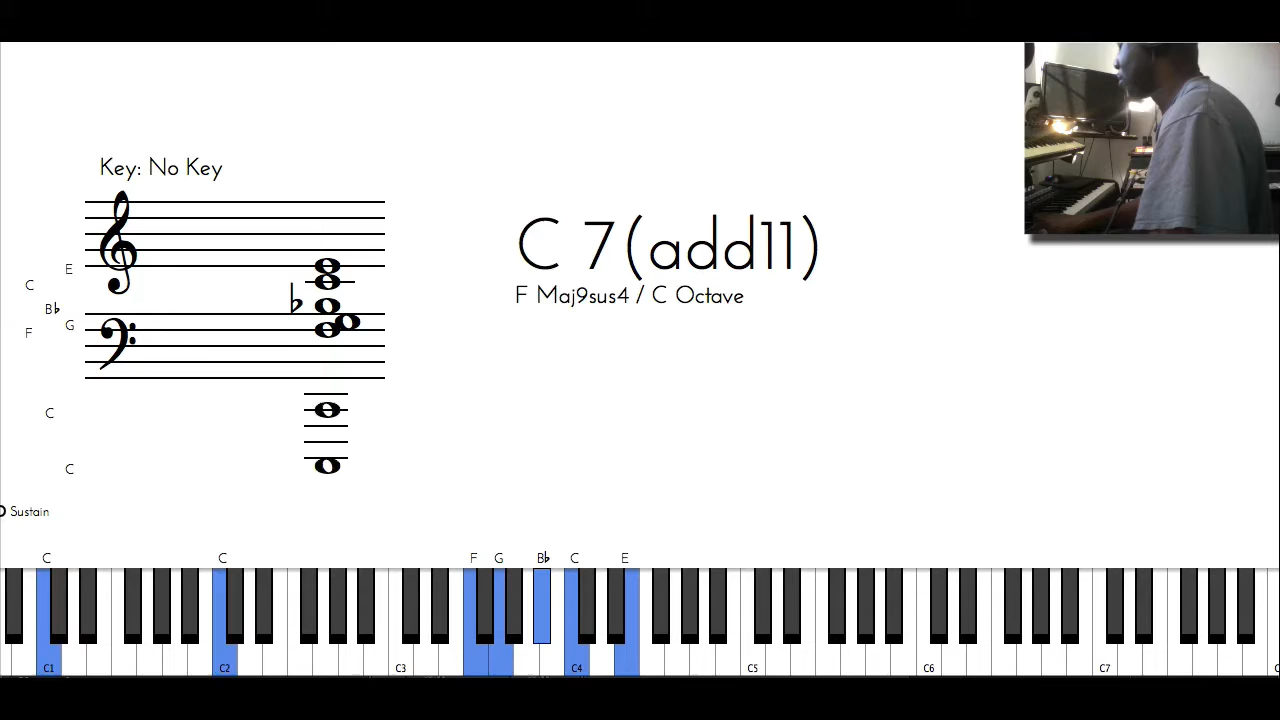 Key: No Key
C 7(add11)
F Maj9sus4 / C Octave
E
C
B♭
G
F
C
C
Sustain
C C F G B♭ C E
C1 C2 C3 C4 C5 C6 C7